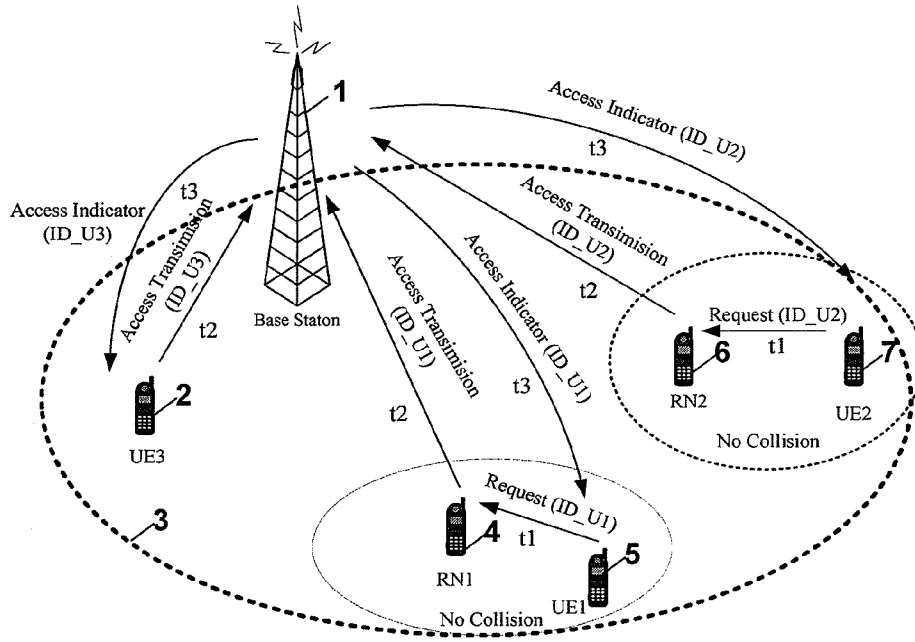 1
Access Indicator (ID_U2)
t3
t3
Access Indicator
(ID_U3)
Access Transimision
(ID_U3)
t2
Access Transimision
(ID_U2)
t2
Base Staton
Access Transimision
(ID_U1)
t2
Access Indicator (ID_U1)
t3
Request (ID_U2)
t1
6
7
RN2
UE2
No Collision
2
UE3
3
Request (ID_U1)
t1
4
5
RN1
UE1
No Collision